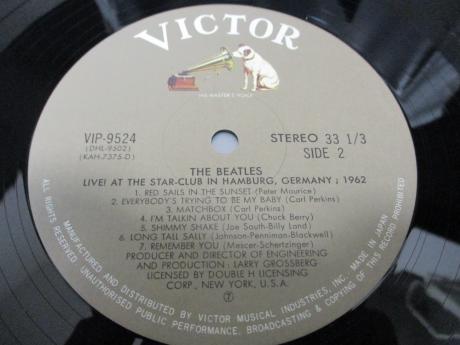 VICTOR
"HIS MASTER'S VOICE"
VIP-9524
(DHL-9502)
(KAH-7375-D)
STEREO 33 1/3
SIDE 2
THE BEATLES
LIVE! AT THE STAR-CLUB IN HAMBURG, GERMANY ; 1962
1. RED SAILS IN THE SUNSET (Peter Maurice)
2. EVERYBODY'S TRYING TO BE MY BABY (Carl Perkins)
3. MATCHBOX (Carl Perkins)
4. I'M TALKIN ABOUT YOU (Chuck Berry)
5. SHIMMY SHAKE (Joe South-Billy Land)
6. LONG TALL SALLY (Johnson-Penniman-Blackwell)
7. REMEMBER YOU (Mescer-Schertzinger)
PRODUCER AND DIRECTOR OF ENGINEERING
AND PRODUCTION : LARRY GROSSBERG
LICENSED BY DOUBLE H LICENSING
CORP., NEW YORK, U.S.A.
MANUFACTURED AND DISTRIBUTED BY VICTOR MUSICAL INDUSTRIES, INC. MADE IN JAPAN
UNAUTHORISED PUBLIC PERFORMANCE, BROADCASTING & COPYING OF THIS RECORD PROHIBITED.